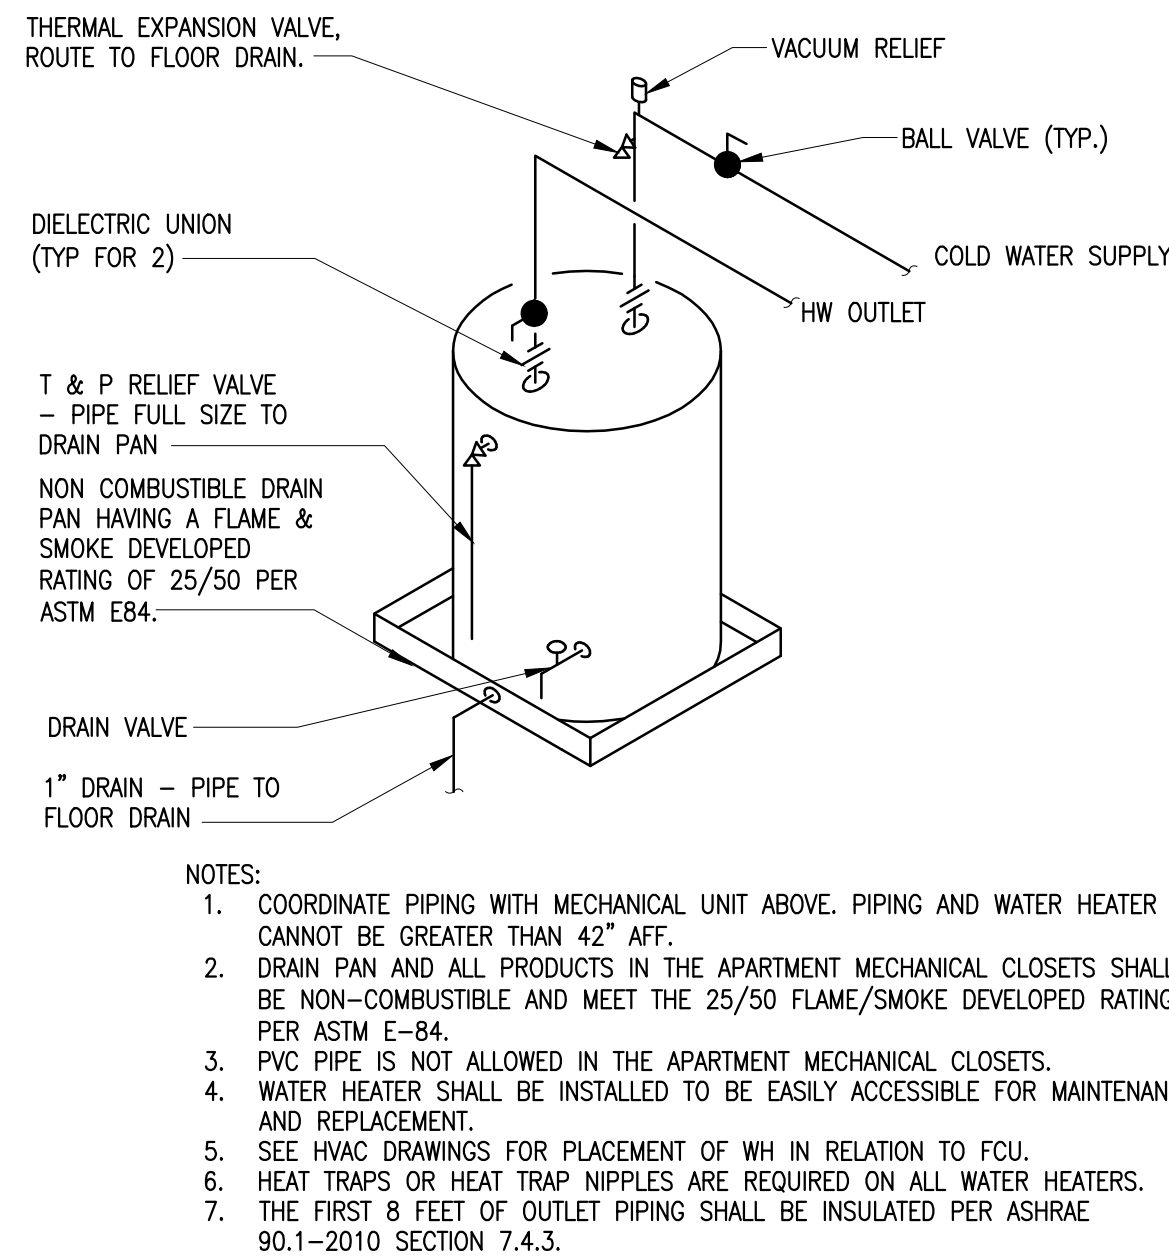 THERMAL EXPANSION VALVE,
ROUTE TO FLOOR DRAIN.
VACUUM RELIEF
BALL VALVE (TYP.)
DIELECTRIC UNION
(TYP FOR 2)
COLD WATER SUPPLY
HW OUTLET
T & P RELIEF VALVE
– PIPE FULL SIZE TO
DRAIN PAN
NON COMBUSTIBLE DRAIN
PAN HAVING A FLAME &
SMOKE DEVELOPED
RATING OF 25/50 PER
ASTM E84.
DRAIN VALVE
1" DRAIN – PIPE TO
FLOOR DRAIN
NOTES:
1. COORDINATE PIPING WITH MECHANICAL UNIT ABOVE. PIPING AND WATER HEATER
CANNOT BE GREATER THAN 42" AFF.
2. DRAIN PAN AND ALL PRODUCTS IN THE APARTMENT MECHANICAL CLOSETS SHALL
BE NON–COMBUSTIBLE AND MEET THE 25/50 FLAME/SMOKE DEVELOPED RATING
PER ASTM E–84.
3. PVC PIPE IS NOT ALLOWED IN THE APARTMENT MECHANICAL CLOSETS.
4. WATER HEATER SHALL BE INSTALLED TO BE EASILY ACCESSIBLE FOR MAINTENAN
AND REPLACEMENT.
5. SEE HVAC DRAWINGS FOR PLACEMENT OF WH IN RELATION TO FCU.
6. HEAT TRAPS OR HEAT TRAP NIPPLES ARE REQUIRED ON ALL WATER HEATERS.
7. THE FIRST 8 FEET OF OUTLET PIPING SHALL BE INSULATED PER ASHRAE
90.1–2010 SECTION 7.4.3.